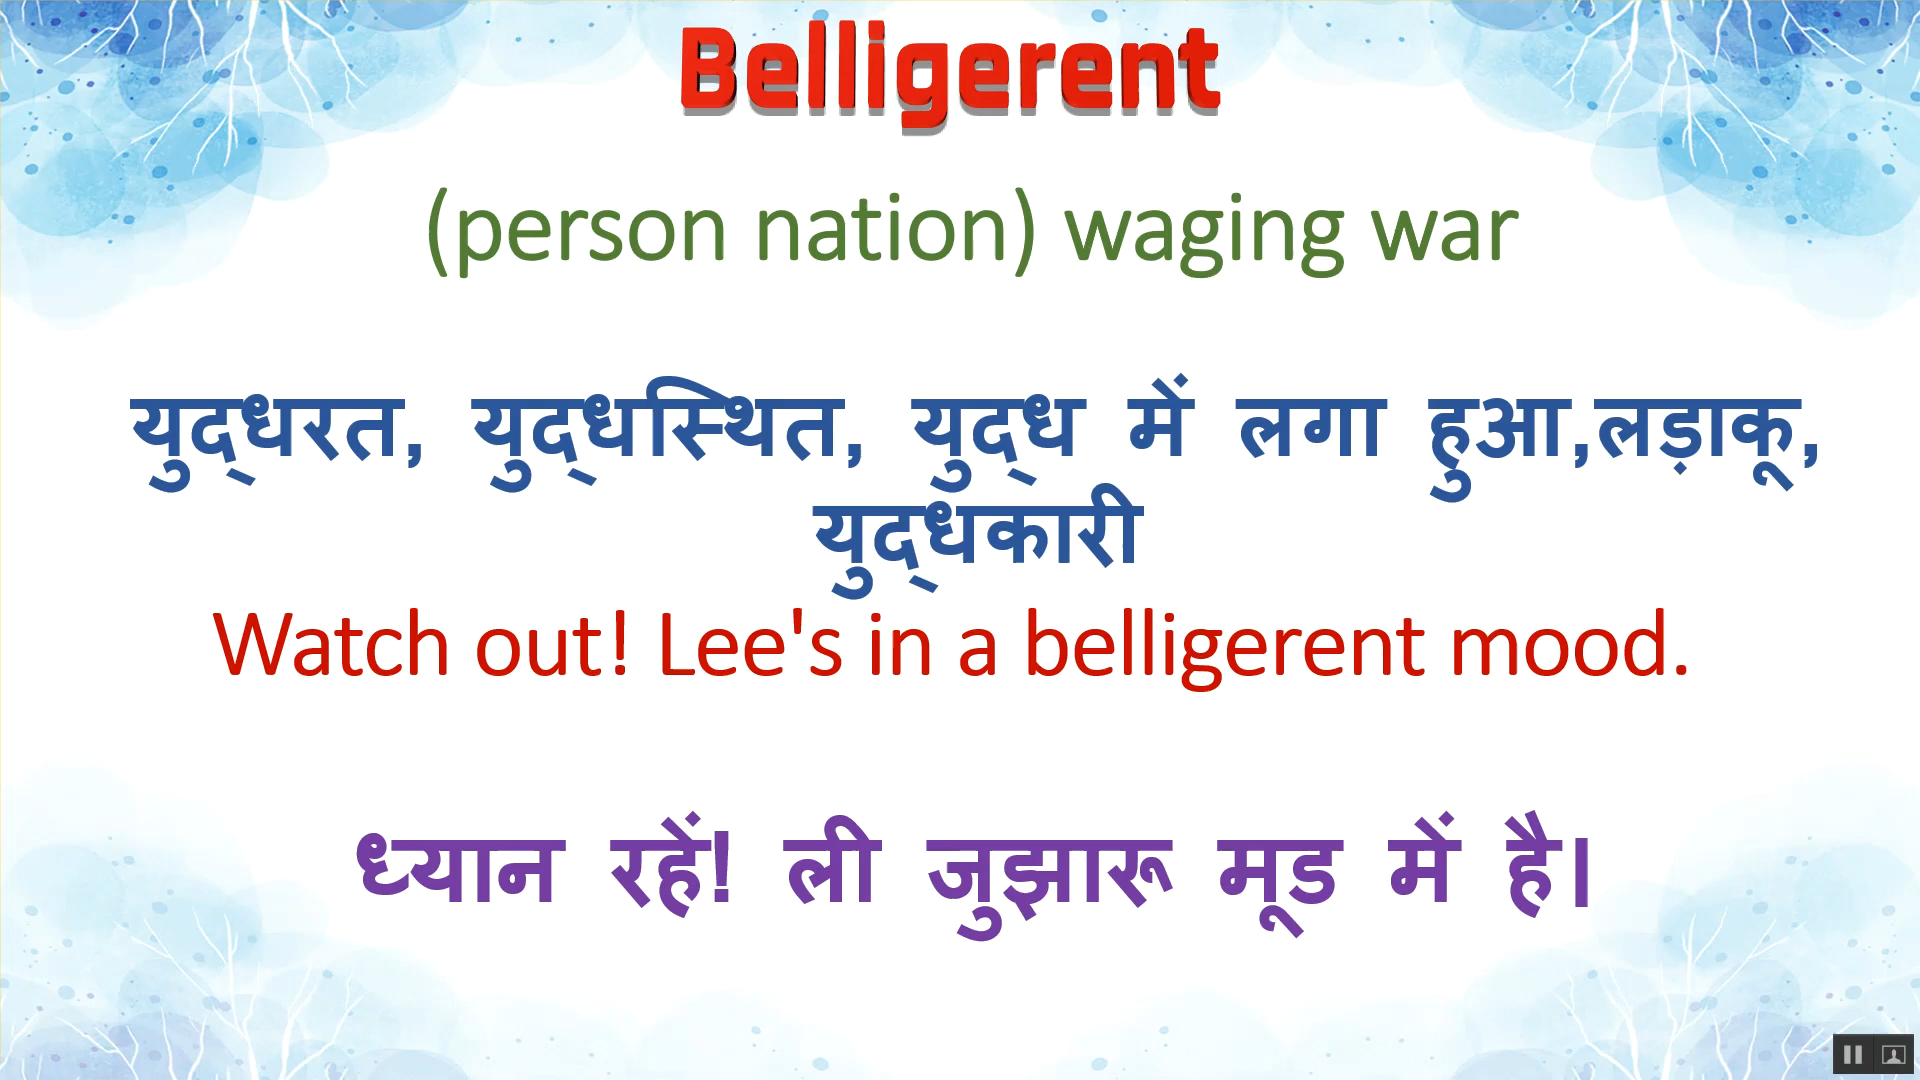 Belligerent
(person nation) waging war
युद्धरत, युद्धस्थित, युद्ध में लगा हुआ,लड़ाकू,
युद्धकारी
Watch out! Lee's in a belligerent mood.
ध्यान रहें! ली जुझारू मूड में है।